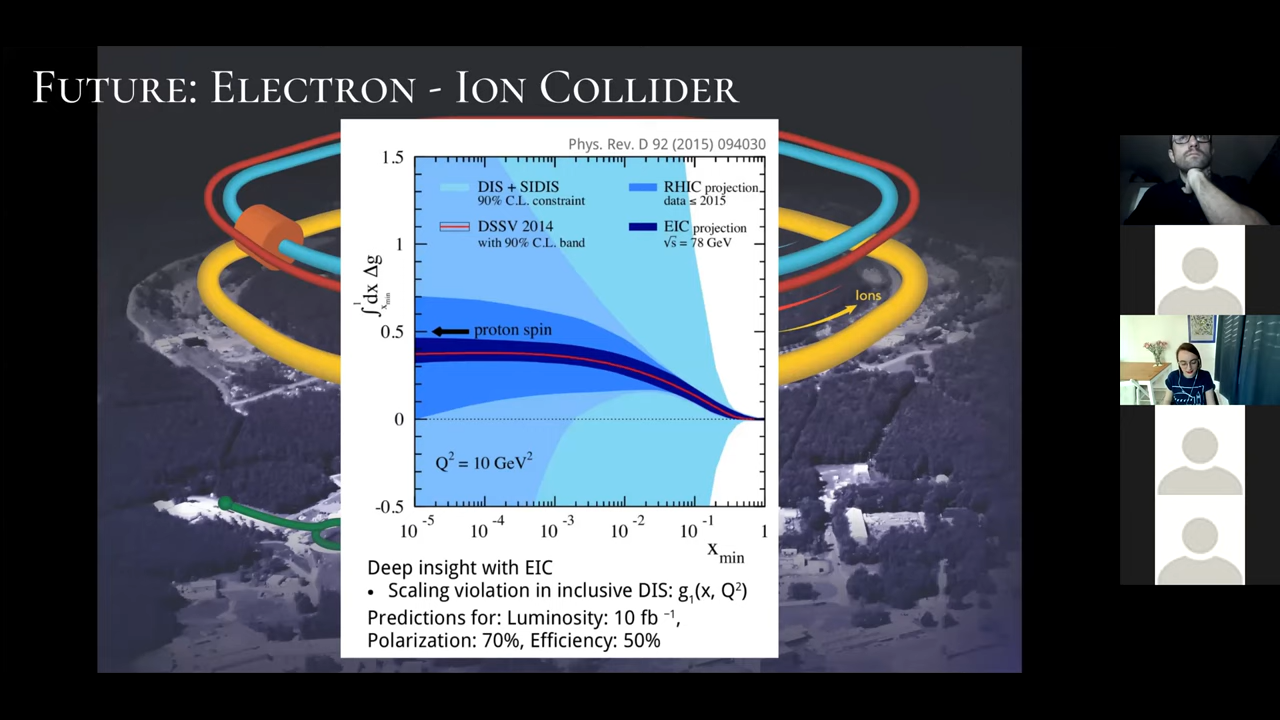 Future: Electron - Ion Collider
Phys. Rev. D 92 (2015) 094030
1.5
1
0.5
0
-0.5
∫ dx Δg
1
x_min
DIS + SIDIS
90% C.L. constraint
DSSV 2014
with 90% C.L. band
RHIC projection
data ≤ 2015
EIC projection
√s = 78 GeV
Ions
proton spin
Q² = 10 GeV²
10⁻⁵ 10⁻⁴ 10⁻³ 10⁻² 10⁻¹ 1
x_min
Deep insight with EIC
• Scaling violation in inclusive DIS: g₁(x, Q²)
Predictions for: Luminosity: 10 fb ⁻¹,
Polarization: 70%, Efficiency: 50%